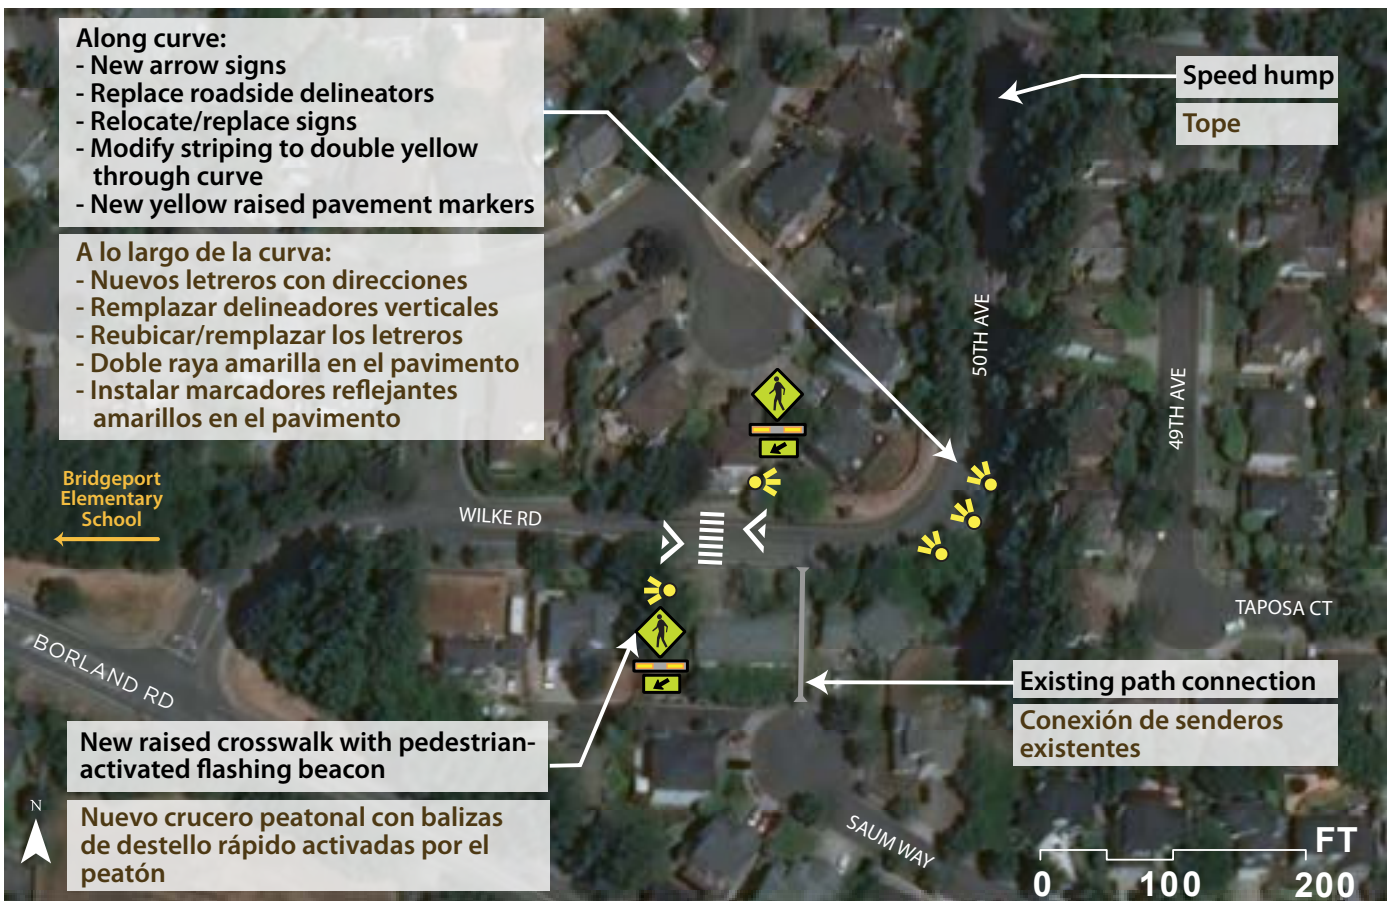 Along curve:
- New arrow signs
- Replace roadside delineators
- Relocate/replace signs
- Modify striping to double yellow
through curve
- New yellow raised pavement markers
A lo largo de la curva:
- Nuevos letreros con direcciones
- Remplazar delineadores verticales
- Reubicar/remplazar los letreros
- Doble raya amarilla en el pavimento
- Instalar marcadores reflejantes
amarillos en el pavimento
Speed hump
Tope
50TH AVE
49TH AVE
Bridgeport
Elementary
School
WILKE RD
TAPOSA CT
BORLAND RD
Existing path connection
Conexión de senderos
existentes
New raised crosswalk with pedestrian-
activated flashing beacon
Nuevo crucero peatonal con balizas
de destello rápido activadas por el
peatón
N
SAUM WAY
FT
0 100 200